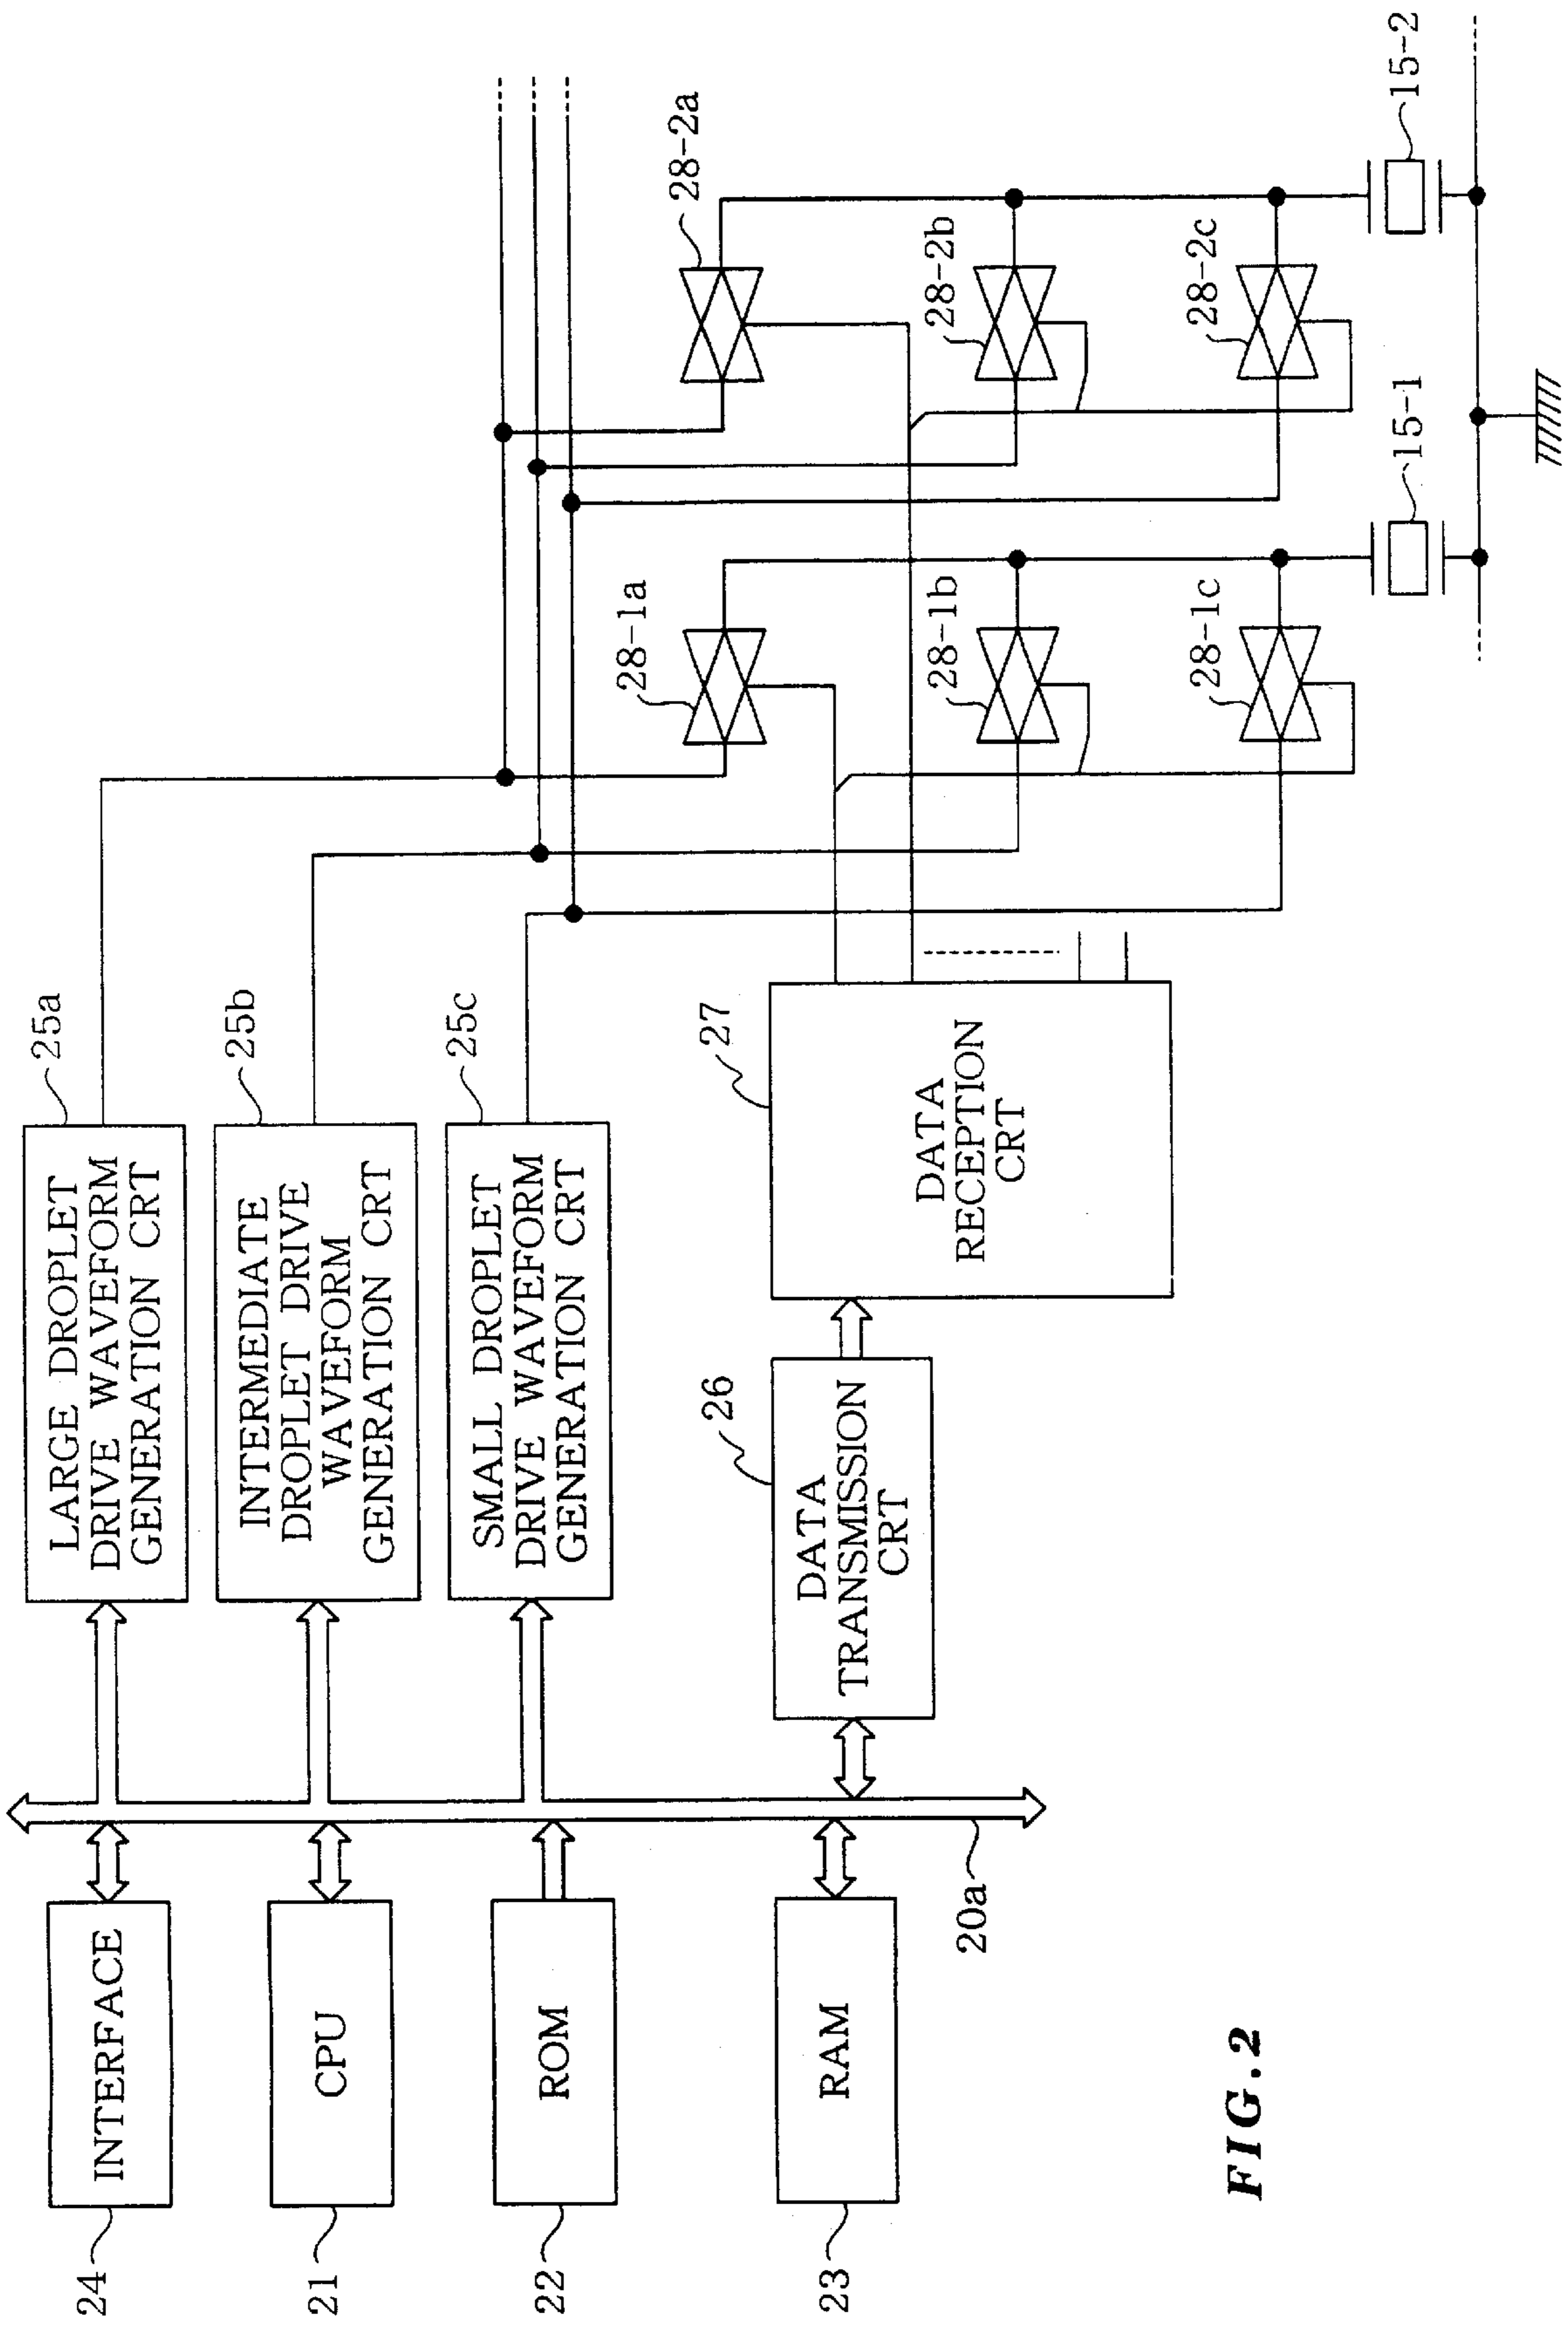 24
INTERFACE
21
CPU
22
ROM
23
RAM
20a
25a
LARGE DROPLET
DRIVE WAVEFORM
GENERATION CRT
25b
INTERMEDIATE
DROPLET DRIVE
WAVEFORM
GENERATION CRT
25c
SMALL DROPLET
DRIVE WAVEFORM
GENERATION CRT
26
DATA
TRANSMISSION
CRT
27
DATA
RECEPTION
CRT
28-1a
28-1b
28-1c
15-1
28-2a
28-2b
28-2c
15-2
FIG.2